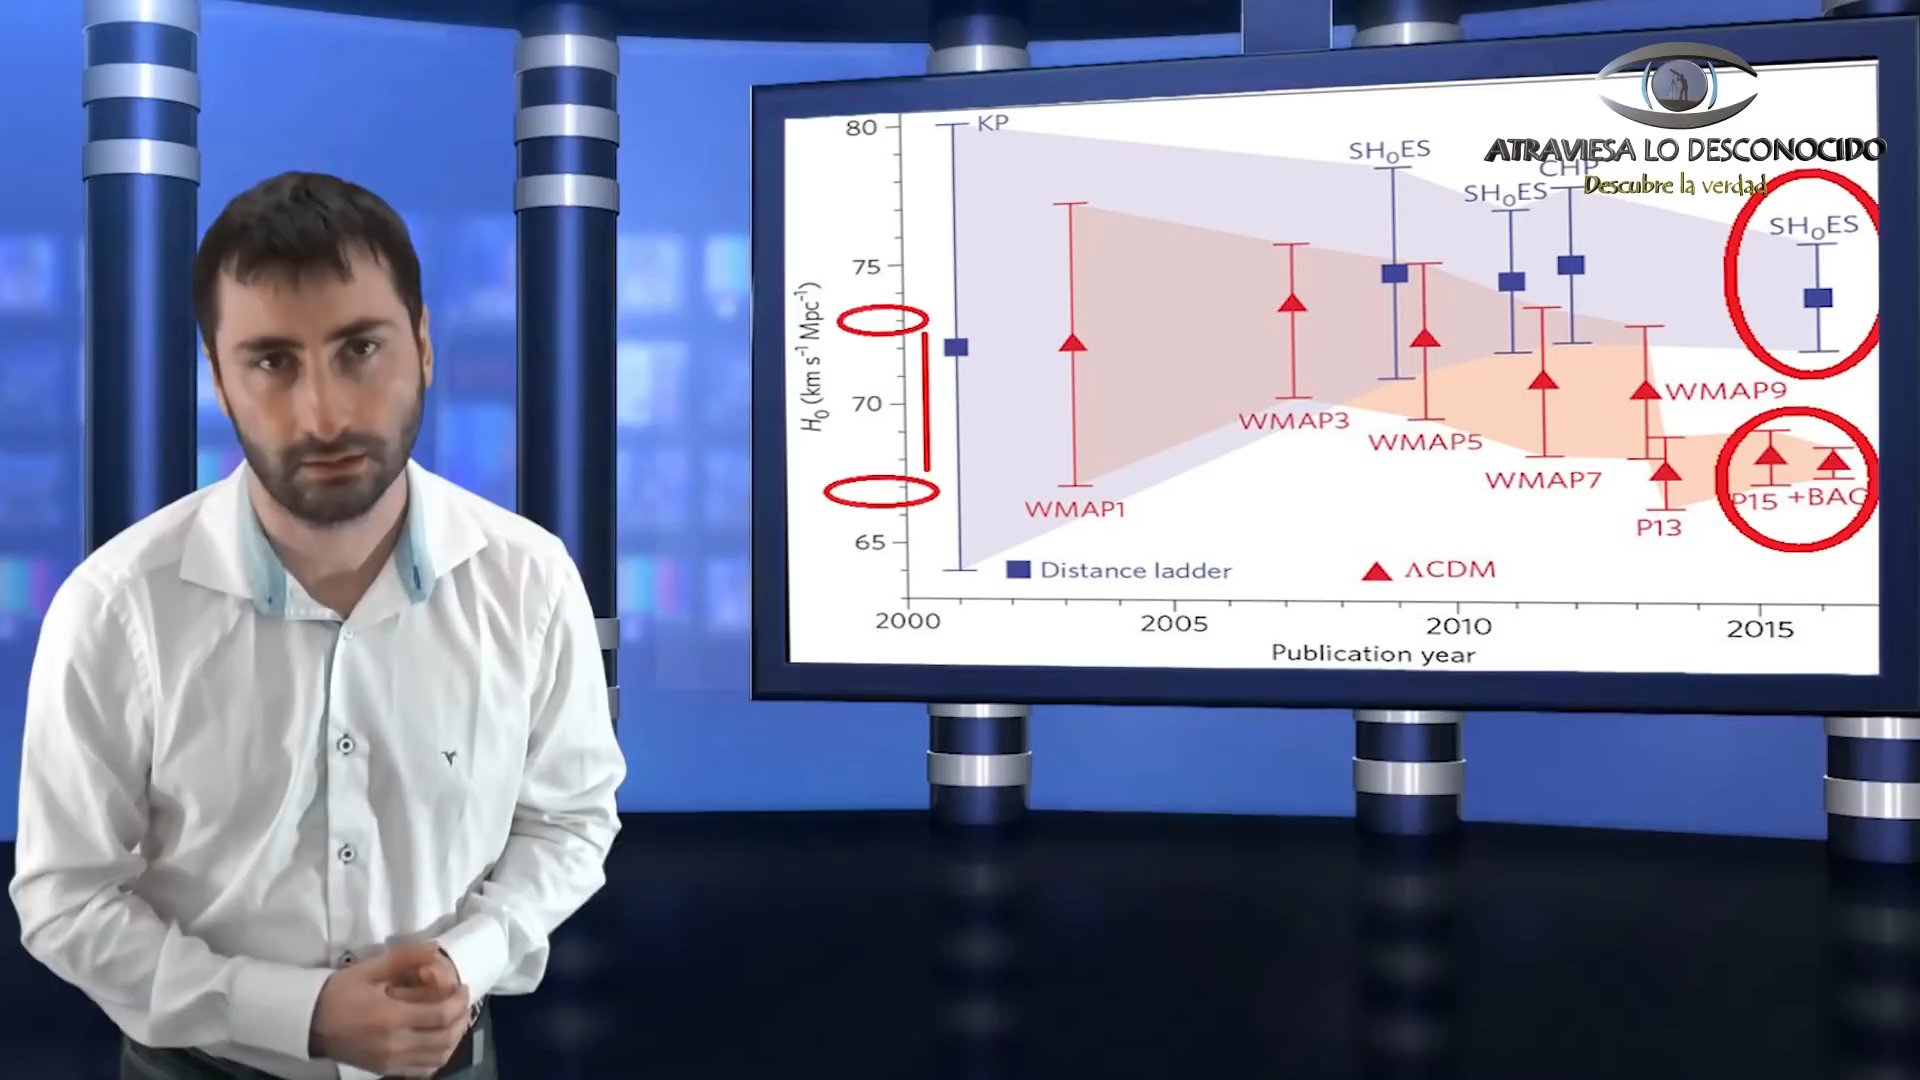 ATRAVIESA LO DESCONOCIDO
Descubre la verdad
80
KP
SH₀ES
SH₀ES
CHP
SH₀ES
75
H₀ (km s⁻¹ Mpc⁻¹)
70
WMAP9
WMAP3
WMAP5
WMAP7
P15 +BAO
WMAP1
P13
65
Distance ladder
ΛCDM
2000
2005
2010
2015
Publication year